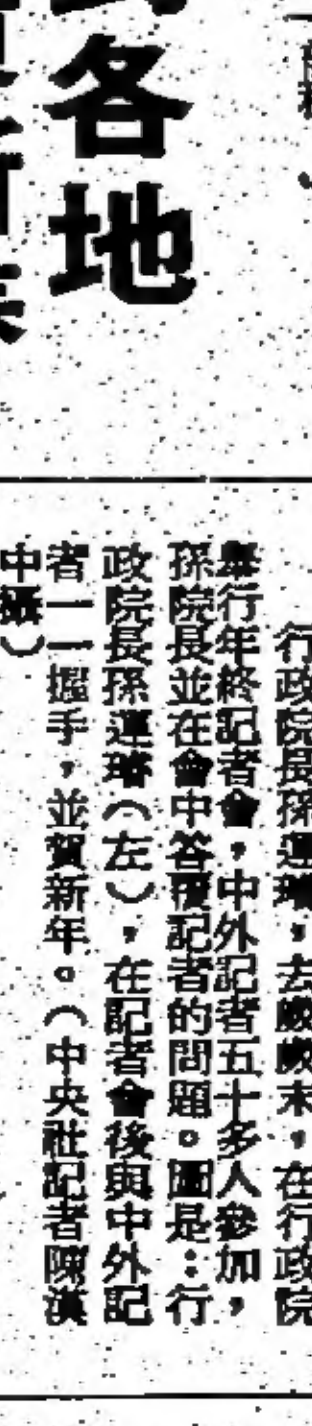 各地
行政院長孫運璿，去歲歲末，在行政院
舉行年終記者會，中外記者五十多人參加，
孫院長並在會中答覆記者的問題。圖是：行
政院長孫運璿（左），在記者會後與中外記
者一一握手，並賀新年。（中央社記者陳漢
中攝）